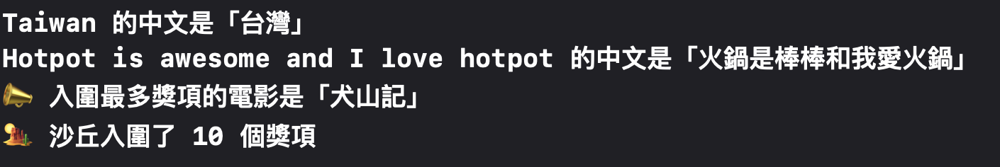 Taiwan 的中文是「台灣」
Hotpot is awesome and I love hotpot 的中文是「火鍋是棒棒和我愛火鍋」
📣 入圍最多獎項的電影是「犬山記」
🏜️ 沙丘入圍了 10 個獎項